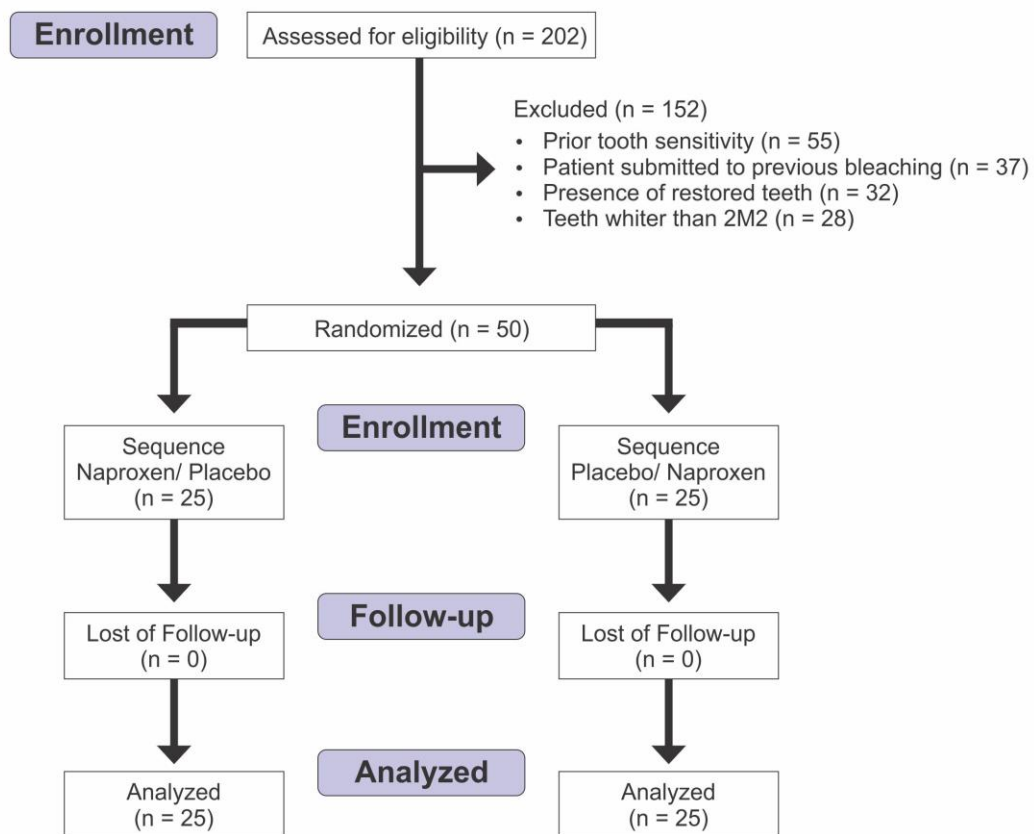 Enrollment
Assessed for eligibility (n = 202)
Excluded (n = 152)
• Prior tooth sensitivity (n = 55)
• Patient submitted to previous bleaching (n = 37)
• Presence of restored teeth (n = 32)
• Teeth whiter than 2M2 (n = 28)
Randomized (n = 50)
Enrollment
Sequence
Naproxen/ Placebo
(n = 25)
Sequence
Placebo/ Naproxen
(n = 25)
Follow-up
Lost of Follow-up
(n = 0)
Lost of Follow-up
(n = 0)
Analyzed
Analyzed
(n = 25)
Analyzed
(n = 25)